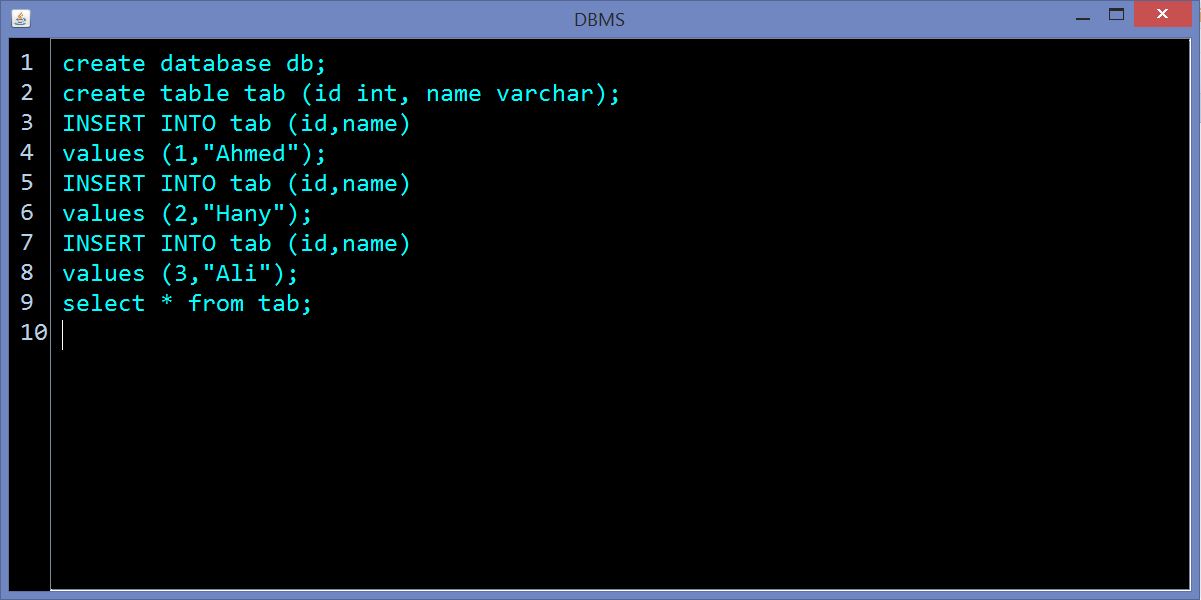 DBMS
1 create database db;
2 create table tab (id int, name varchar);
3 INSERT INTO tab (id,name)
4 values (1,"Ahmed");
5 INSERT INTO tab (id,name)
6 values (2,"Hany");
7 INSERT INTO tab (id,name)
8 values (3,"Ali");
9 select * from tab;
10